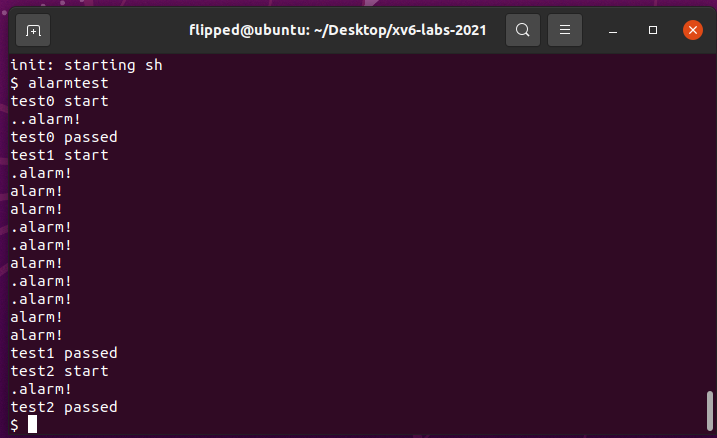 flipped@ubuntu: ~/Desktop/xv6-labs-2021
init: starting sh
$ alarmtest
test0 start
..alarm!
test0 passed
test1 start
.alarm!
alarm!
alarm!
.alarm!
.alarm!
alarm!
.alarm!
.alarm!
alarm!
alarm!
test1 passed
test2 start
.alarm!
test2 passed
$